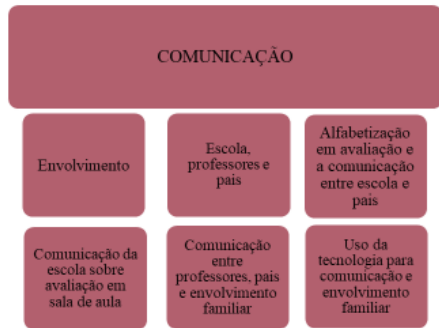 COMUNICAÇÃO
Envolvimento
Escola,
professores e
pais
Alfabetização
em avaliação e
a comunicação
entre escola e
pais
Comunicação da
escola sobre
avaliação em
sala de aula
Comunicação
entre
professores, pais
e envolvimento
familiar
Uso da
tecnologia para
comunicação e
envolvimento
familiar